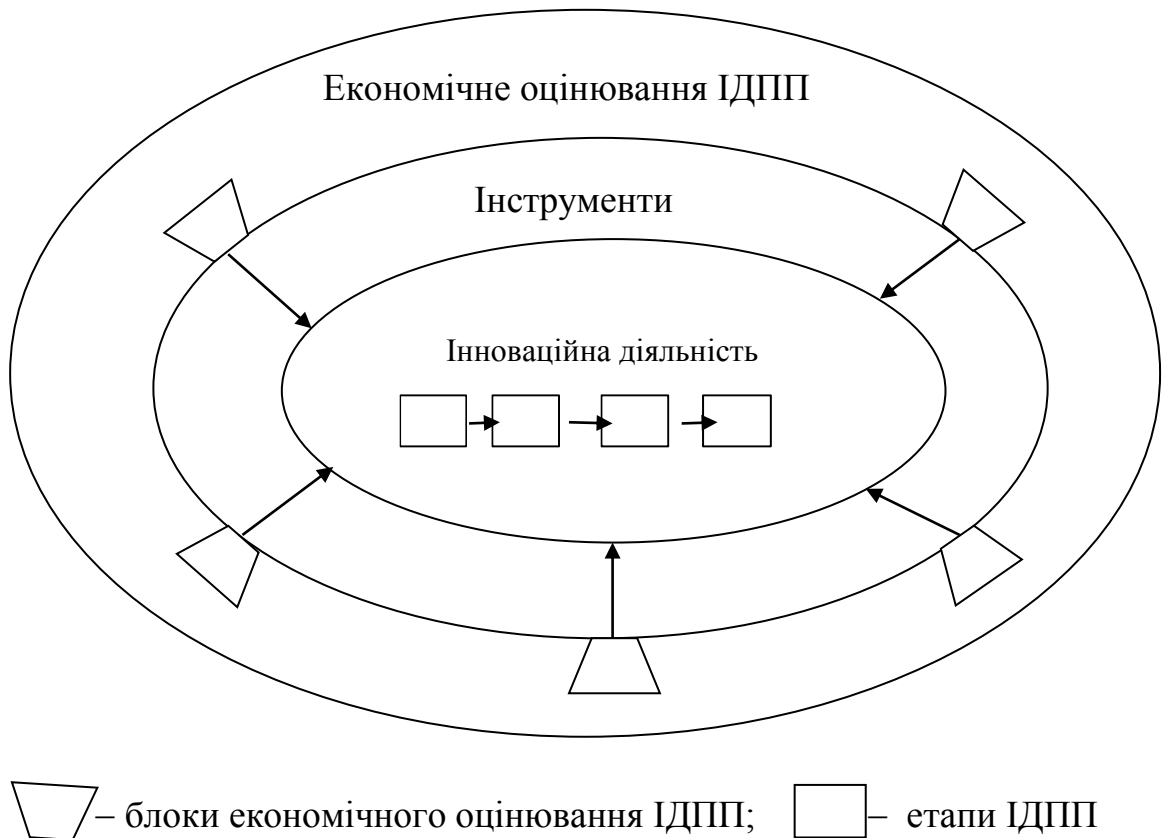 Економічне оцінювання ІДПП
Інструменти
Інноваційна діяльність
– блоки економічного оцінювання ІДПП;
– етапи ІДПП